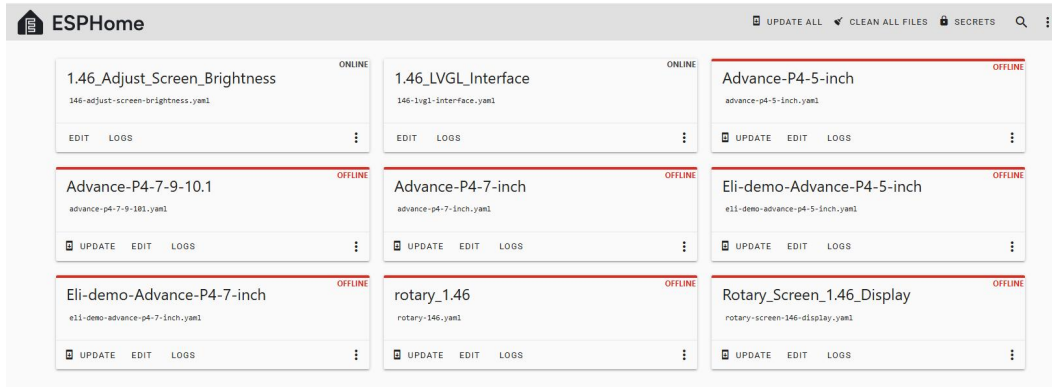 ESPHome
UPDATE ALL CLEAN ALL FILES SECRETS
ONLINE
1.46_Adjust_Screen_Brightness
146-adjust-screen-brightness.yaml
EDIT LOGS
ONLINE
1.46_LVGL_Interface
146-lvgl-interface.yaml
EDIT LOGS
OFFLINE
Advance-P4-5-inch
advance-p4-5-inch.yaml
UPDATE EDIT LOGS
OFFLINE
Advance-P4-7-9-10.1
advance-p4-7-9-101.yaml
UPDATE EDIT LOGS
OFFLINE
Advance-P4-7-inch
advance-p4-7-inch.yaml
UPDATE EDIT LOGS
OFFLINE
Eli-demo-Advance-P4-5-inch
eli-demo-advance-p4-5-inch.yaml
UPDATE EDIT LOGS
OFFLINE
Eli-demo-Advance-P4-7-inch
eli-demo-advance-p4-7-inch.yaml
UPDATE EDIT LOGS
OFFLINE
rotary_1.46
rotary-146.yaml
UPDATE EDIT LOGS
OFFLINE
Rotary_Screen_1.46_Display
rotary-screen-146-display.yaml
UPDATE EDIT LOGS